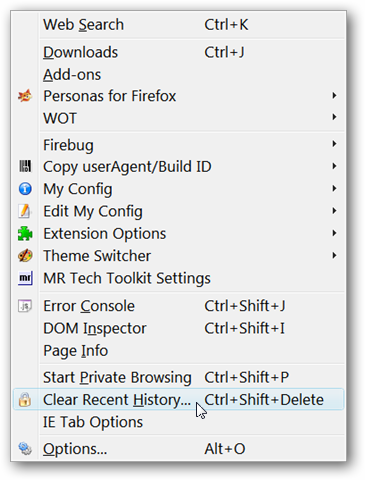 Web Search Ctrl+K
Downloads Ctrl+J
Add-ons
Personas for Firefox
WOT
Firebug
Copy userAgent/Build ID
My Config
Edit My Config
Extension Options
Theme Switcher
mr MR Tech Toolkit Settings
Error Console Ctrl+Shift+J
DOM Inspector Ctrl+Shift+I
Page Info
Start Private Browsing Ctrl+Shift+P
Clear Recent History... Ctrl+Shift+Delete
IE Tab Options
Options... Alt+O